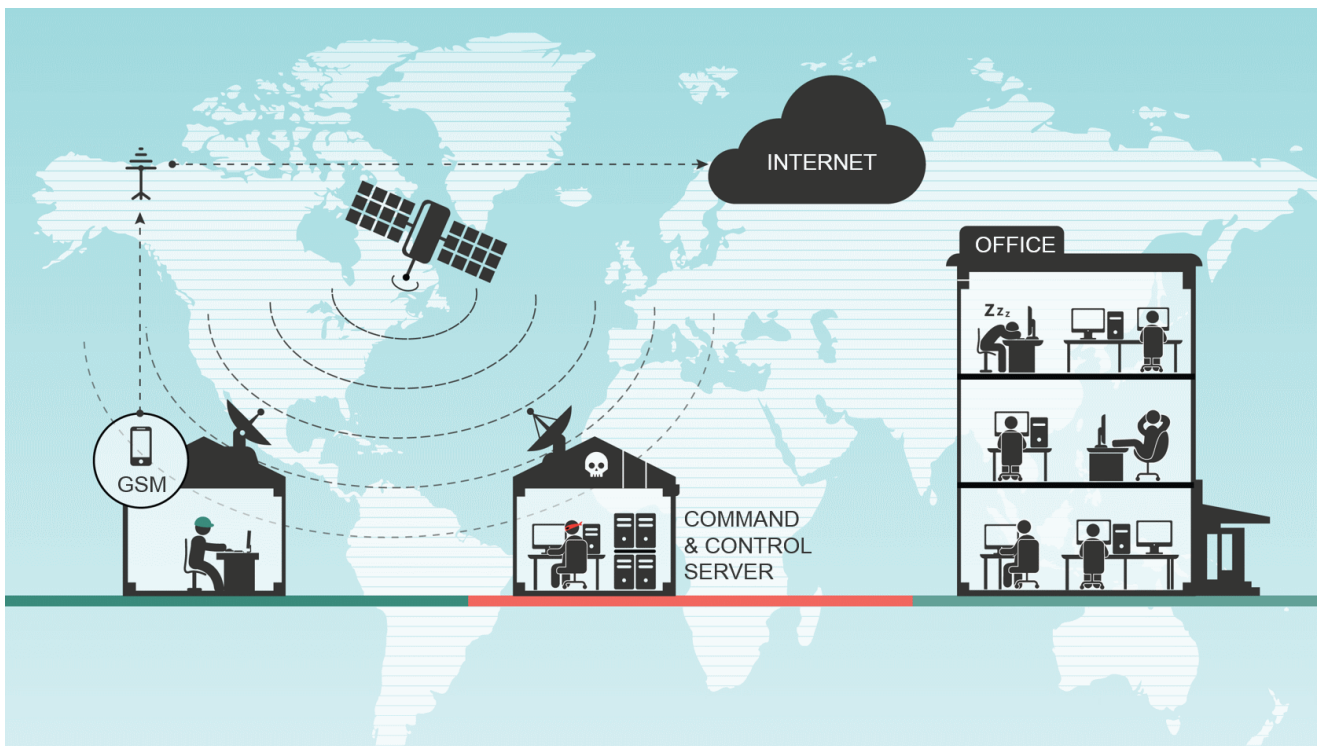 INTERNET
OFFICE
Zzz
GSM
COMMAND
& CONTROL
SERVER